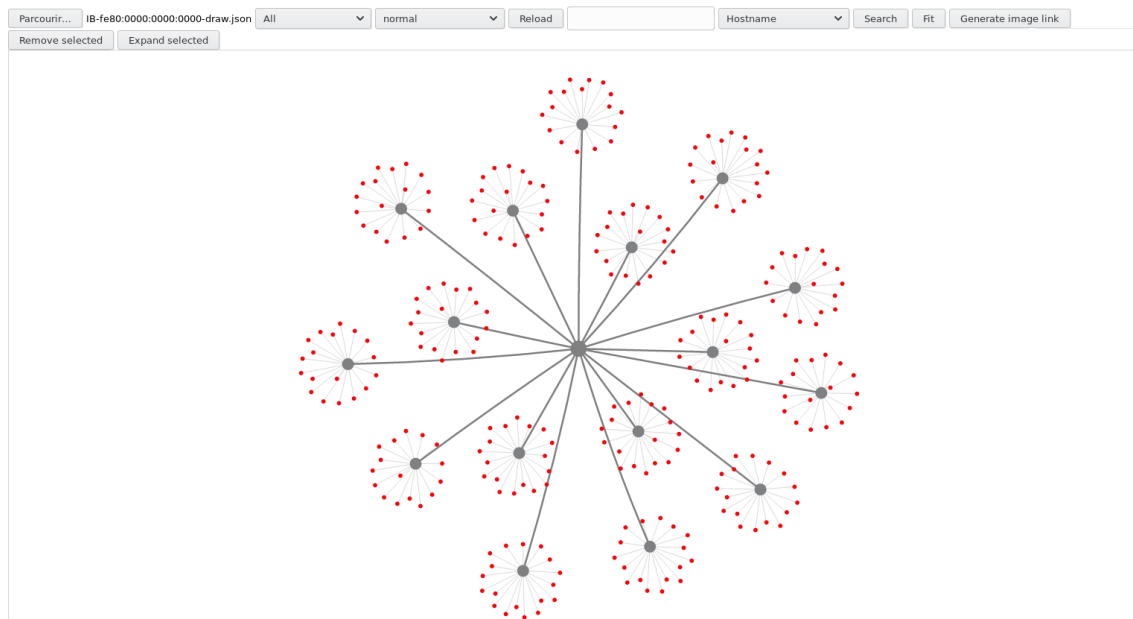 Parcourir... IB-fe80:0000:0000:0000-draw.json All normal Reload Hostname Search Fit Generate image link
Remove selected Expand selected